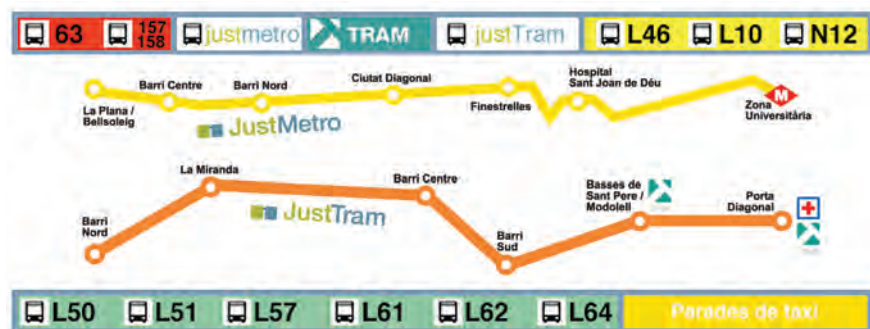 63
157
158
justmetro
TRAM
justTram
L46
L10
N12
La Plana /
Bellsoleig
Barri Centre
Barri Nord
Ciutat Diagonal
Finestrelles
Hospital
Sant Joan de Déu
M
Zona
Universitària
JustMetro
Barri
Nord
La Miranda
Barri Centre
JustTram
Barri
Sud
Basses de
Sant Pere /
Modolell
Porta
Diagonal
L50
L51
L57
L61
L62
L64
Parades de taxi